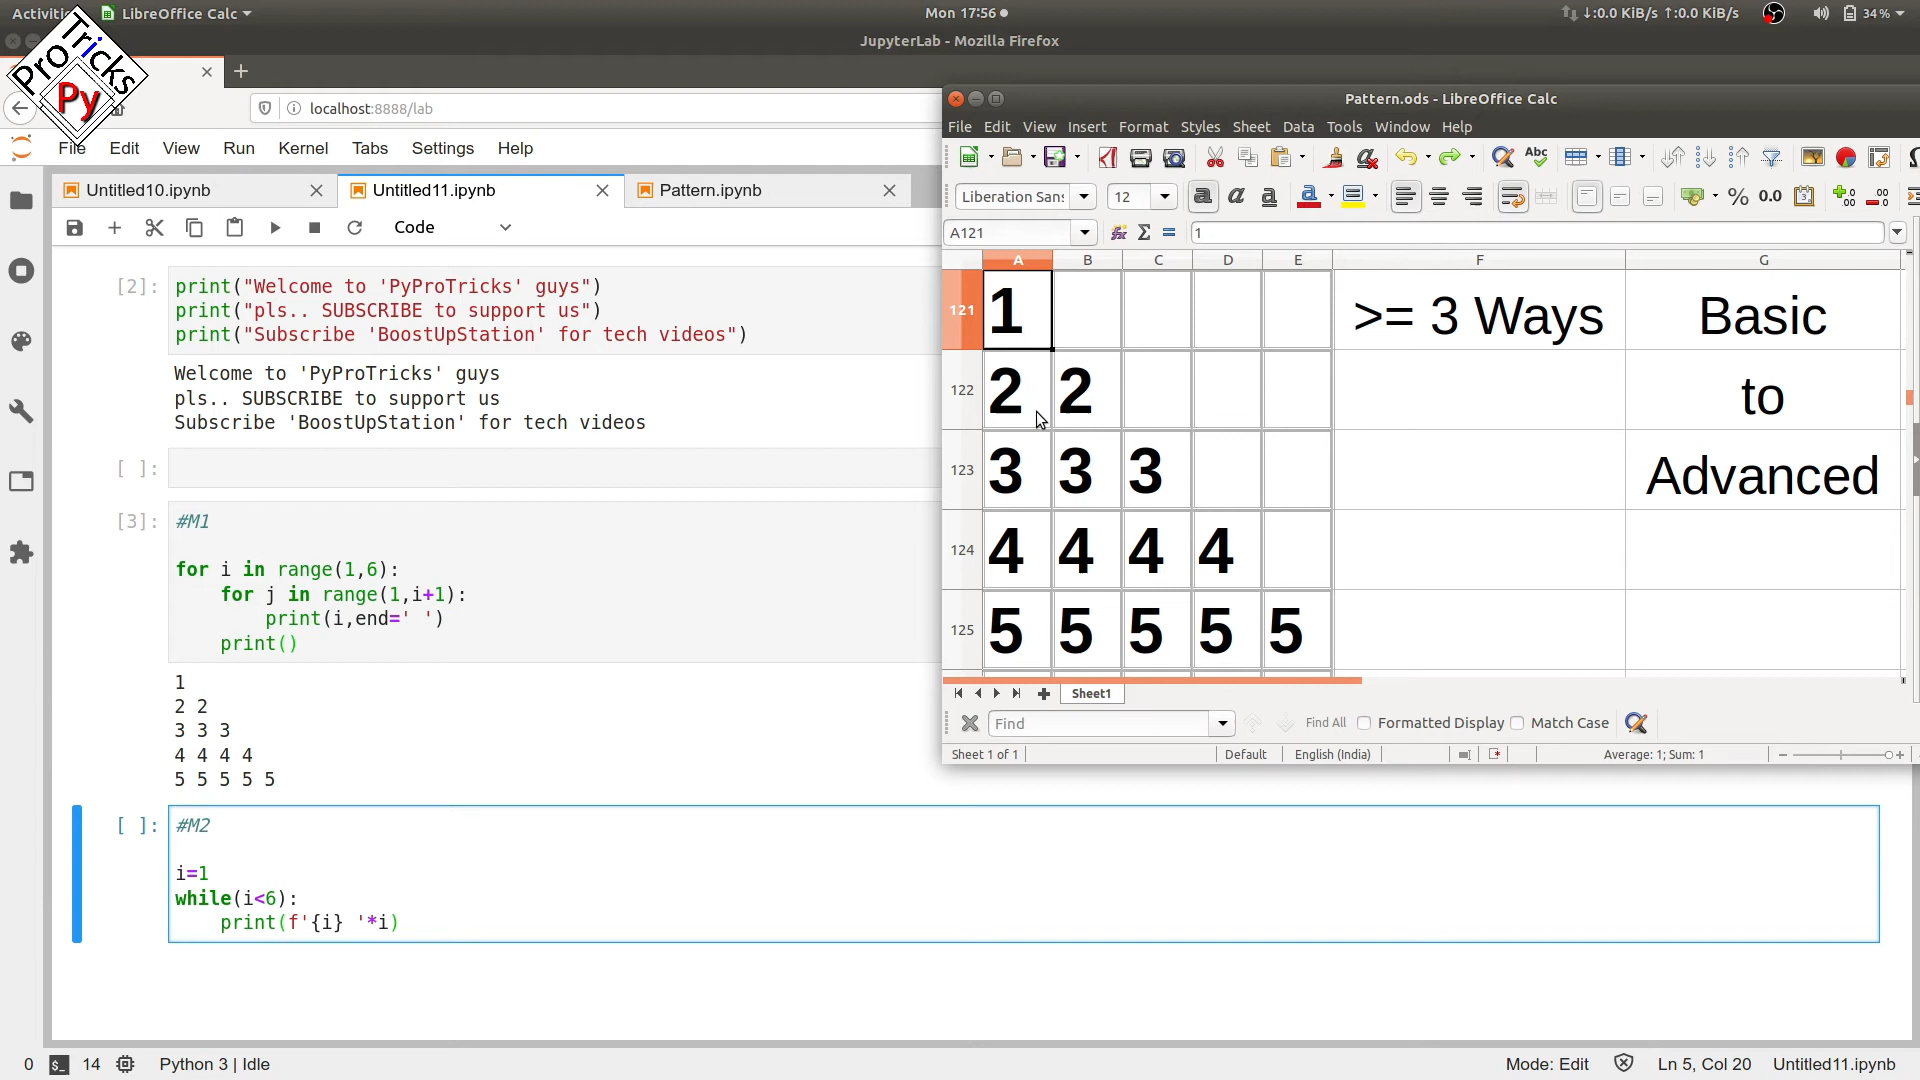 Activities LibreOffice Calc
Mon 17:56
↓:0.0 KiB/s ↑:0.0 KiB/s
34%
JupyterLab - Mozilla Firefox
ProTricks
Py
localhost:8888/lab
File Edit View Run Kernel Tabs Settings Help
Untitled10.ipynb
Untitled11.ipynb
Pattern.ipynb
Code
[2]:
print("Welcome to 'PyProTricks' guys")
print("pls.. SUBSCRIBE to support us")
print("Subscribe 'BoostUpStation' for tech videos")
Welcome to 'PyProTricks' guys
pls.. SUBSCRIBE to support us
Subscribe 'BoostUpStation' for tech videos
[ ]:
[3]:
#M1
for i in range(1,6):
    for j in range(1,i+1):
        print(i,end=' ')
    print()
1
2 2
3 3 3
4 4 4 4
5 5 5 5 5
[ ]:
#M2
i=1
while(i<6):
    print(f'{i} '*i)
0 14 Python 3 | Idle
Mode: Edit Ln 5, Col 20 Untitled11.ipynb
Pattern.ods - LibreOffice Calc
File Edit View Insert Format Styles Sheet Data Tools Window Help
Liberation Sans 12
A121 1
A B C D E F G
121 1 >= 3 Ways Basic
122 2 2 to
123 3 3 3 Advanced
124 4 4 4 4
125 5 5 5 5 5
Sheet1
Find Find All Formatted Display Match Case
Sheet 1 of 1 Default English (India) Average: 1; Sum: 1